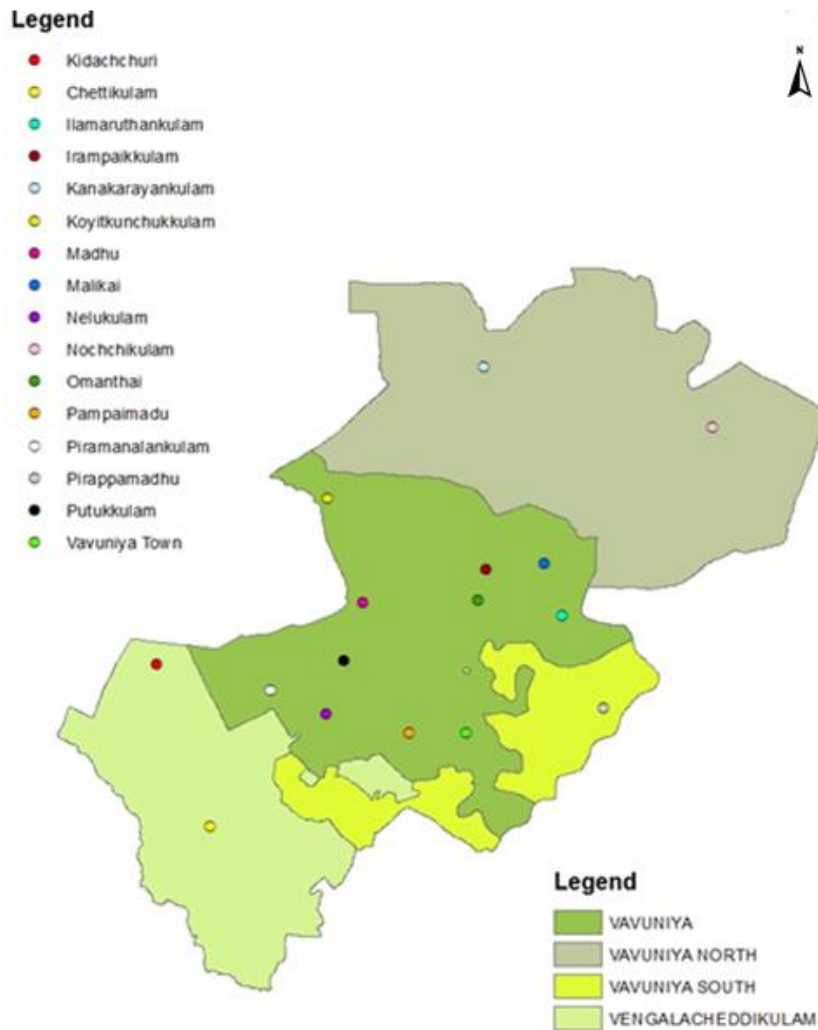 Legend
Kidachchuri
Chettikulam
Ilamaruthankulam
Irampaikkulam
Kanakarayankulam
Koyitkunchukkulam
Madhu
Malikai
Nelukulam
Nochchikulam
Omanthai
Pampaimadu
Piramanalankulam
Pirappamadhu
Putukkulam
Vavuniya Town
N
Legend
VAVUNIYA
VAVUNIYA NORTH
VAVUNIYA SOUTH
VENGALACHEDDIKULAM